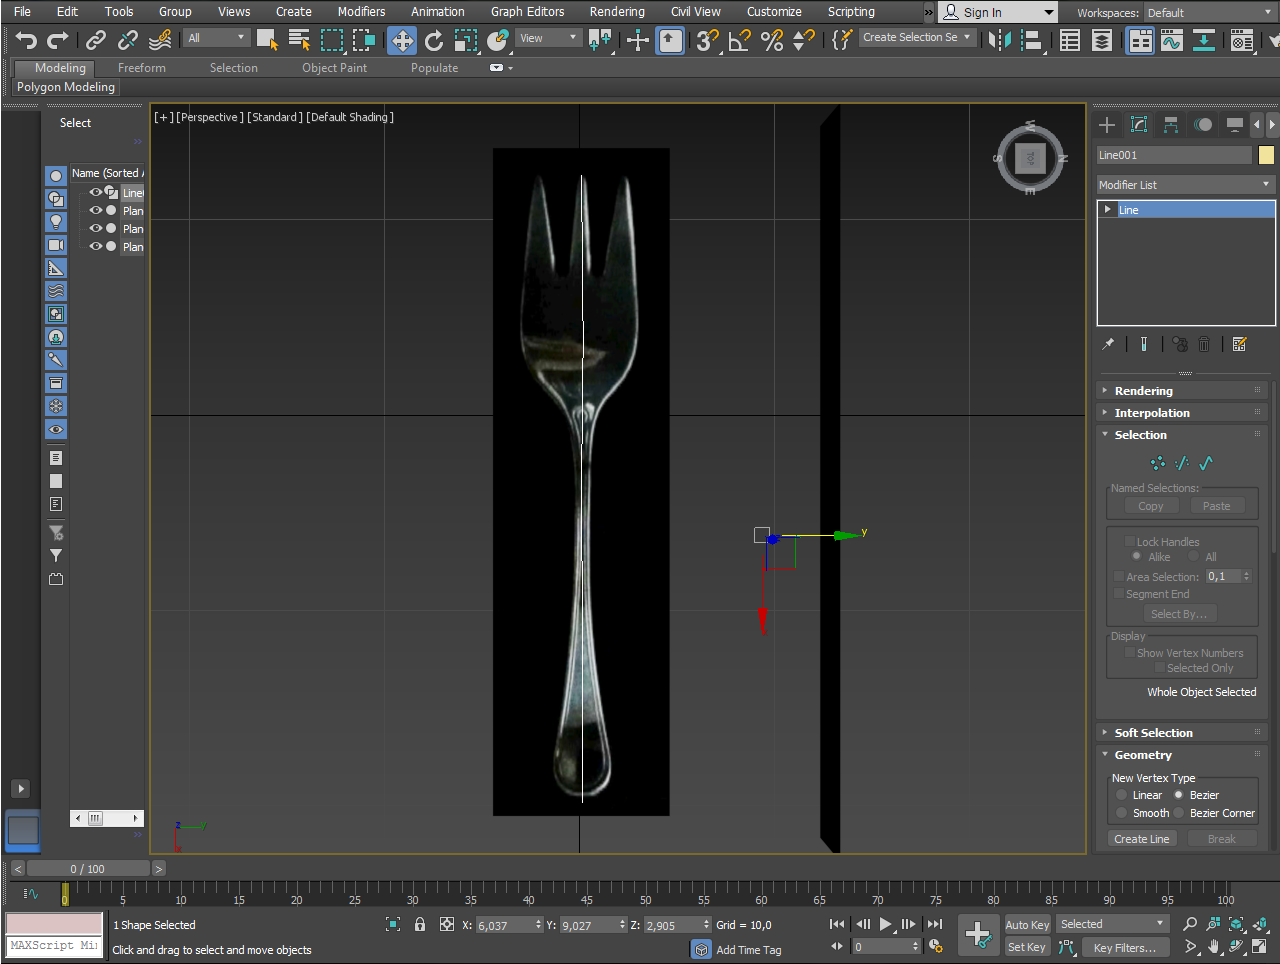 File Edit Tools Group Views Create Modifiers Animation Graph Editors Rendering Civil View Customize Scripting » Sign In Workspaces: Default
All View Create Selection Se
Modeling Freeform Selection Object Paint Populate
Polygon Modeling
Select
Name (Sorted A
Line
Plan
Plan
Plan
[+] [Perspective] [Standard] [Default Shading]
W
S TOP N
E
y
z y
x
Line001
Modifier List
Line
Rendering
Interpolation
Selection
Named Selections:
Copy Paste
Lock Handles
Alike All
Area Selection: 0,1
Segment End
Select By...
Display
Show Vertex Numbers
Selected Only
Whole Object Selected
Soft Selection
Geometry
New Vertex Type
Linear Bezier
Smooth Bezier Corner
Create Line Break
< 0 / 100 >
0 5 10 15 20 25 30 35 40 45 50 55 60 65 70 75 80 85 90 95 100
1 Shape Selected X: 6,037 Y: 9,027 Z: 2,905 Grid = 10,0 Auto Key Selected
MAXScript Mi Click and drag to select and move objects Add Time Tag 0 Set Key Key Filters...